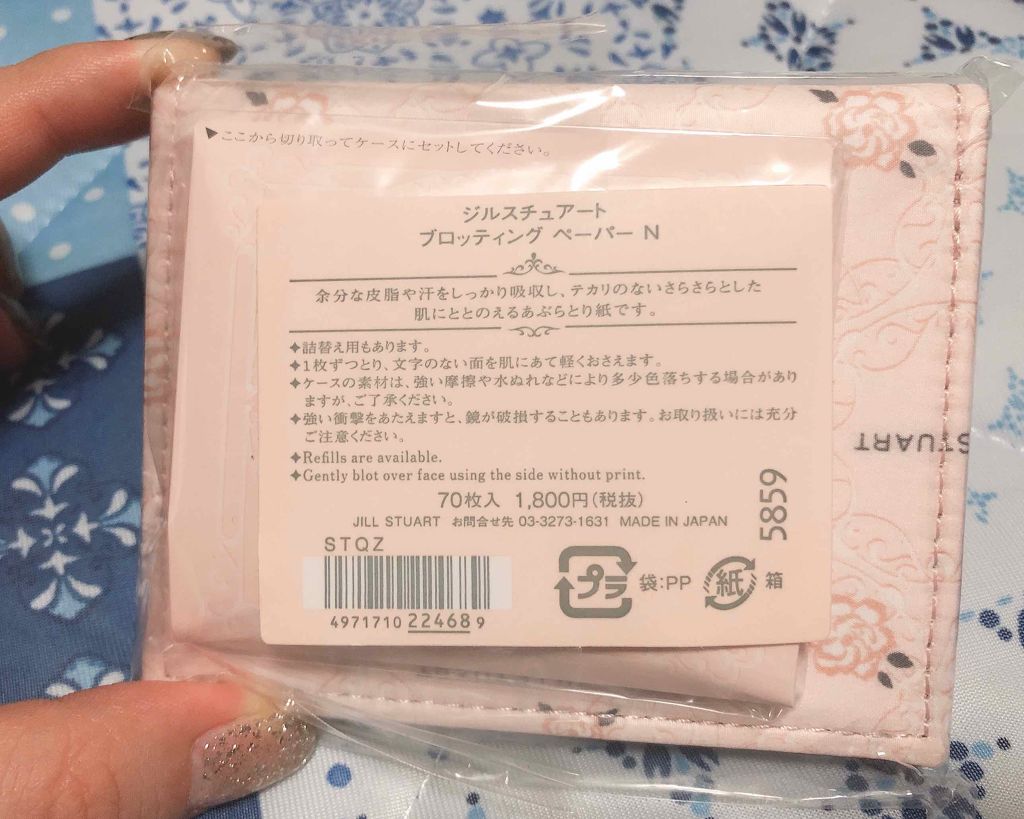 ▶ここから切り取ってケースにセットしてください。
ジルスチュアート
ブロッティング ペーパー N
余分な皮脂や汗をしっかり吸収し、テカリのないさらさらとした
肌にととのえるあぶらとり紙です。
✦詰替え用もあります。
✦1枚ずつとり、文字のない面を肌にあて軽くおさえます。
✦ケースの素材は、強い摩擦や水ぬれなどにより多少色落ちする場合があり
ますが、ご了承ください。
✦強い衝撃をあたえますと、鏡が破損することもあります。お取り扱いには充分
ご注意ください。
✦Refills are available.
✦Gently blot over face using the side without print.
70枚入 1,800円(税抜)
JILL STUART お問合せ先 03-3273-1631 MADE IN JAPAN
5859
STQZ
4971710 224689
プラ 袋:PP 紙 箱
STUART